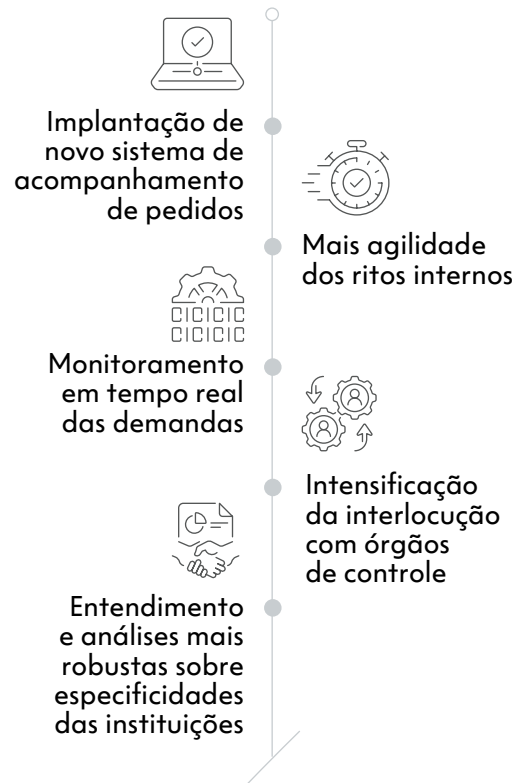 Implantação de
novo sistema de
acompanhamento
de pedidos
Mais agilidade
dos ritos internos
Monitoramento
em tempo real
das demandas
Intensificação
da interlocução
com órgãos
de controle
Entendimento
e análises mais
robustas sobre
especificidades
das instituições